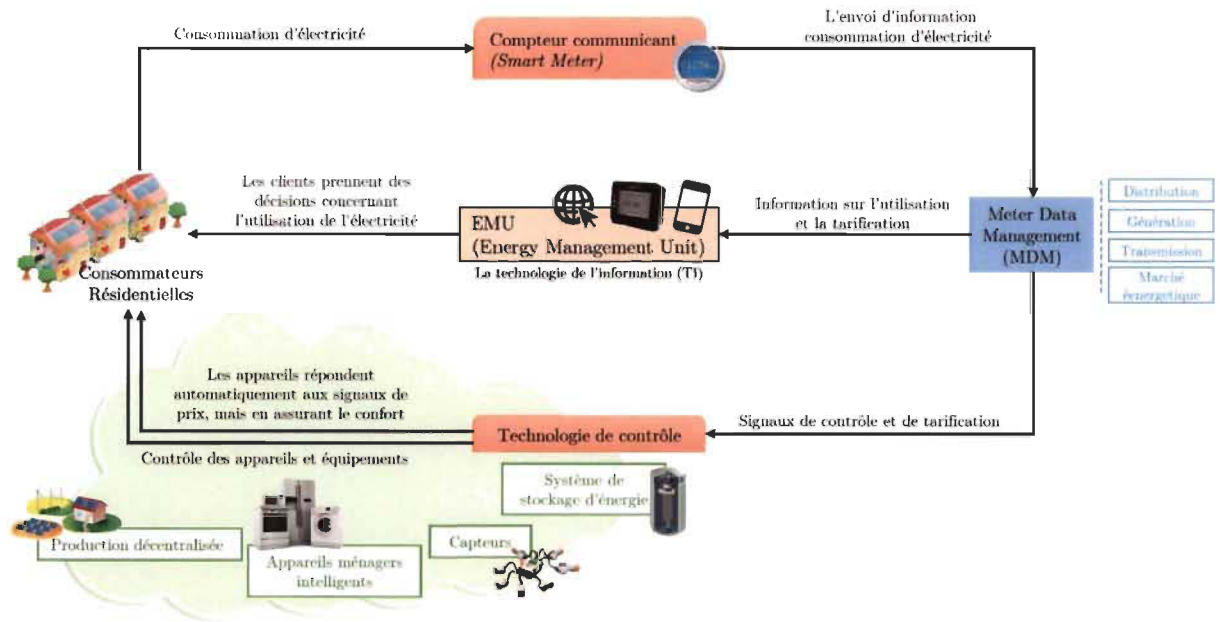 Consommation d'électricité
Compteur communicant
(Smart Meter)
L'envoi d'information
consommation d'électricité
Les clients prennent des
décisions concernant
l'utilisation de l'électricité
EMU
(Energy Management Unit)
La technologie de l'information (TI)
Information sur l'utilisation
et la tarification
Meter Data
Management
(MDM)
Distribution
Génération
Transmission
Marché
éenergetique
Consommateurs
Résidentielles
Les appareils répondent
automatiquement aux signaux de
prix, mais en assurant le confort
Technologie de contrôle
Signaux de contrôle et de tarification
Contrôle des appareils et équipements
Système de
stockage d'énergie
Production décentralisée
Appareils ménagers
intelligents
Capteurs